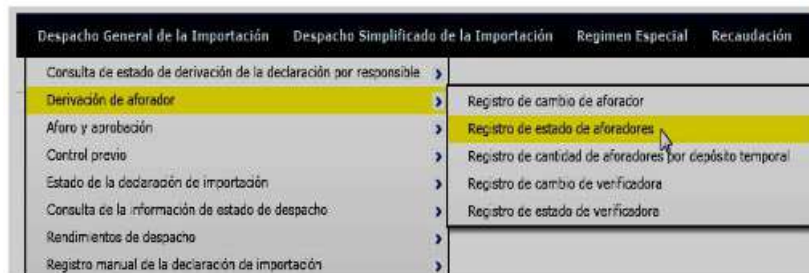 Despacho General de la Importación Despacho Simplificado de la Importación Regimen Especial Recaudación
Consulta de estado de derivación de la declaración por responsible
Derivación de aforador
Aforo y aprobación
Control previo
Estado de la declaración de importación
Consulta de la información de estado de despacho
Rendimientos de despacho
Registro manual de la declaración de importación
Registro de cambio de aforador
Registro de estado de aforadores
Registro de cantidad de aforadores por depósito temporal
Registro de cambio de verificadora
Registro de estado de verificadora